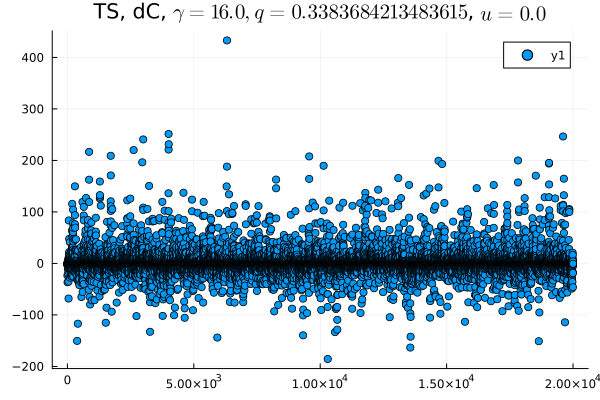 TS, dC, γ = 16.0, q = 0.3383684213483615, u = 0.0
400
y1
300
200
100
0
−100
−200
0 5.00×10³ 1.00×10⁴ 1.50×10⁴ 2.00×10⁴